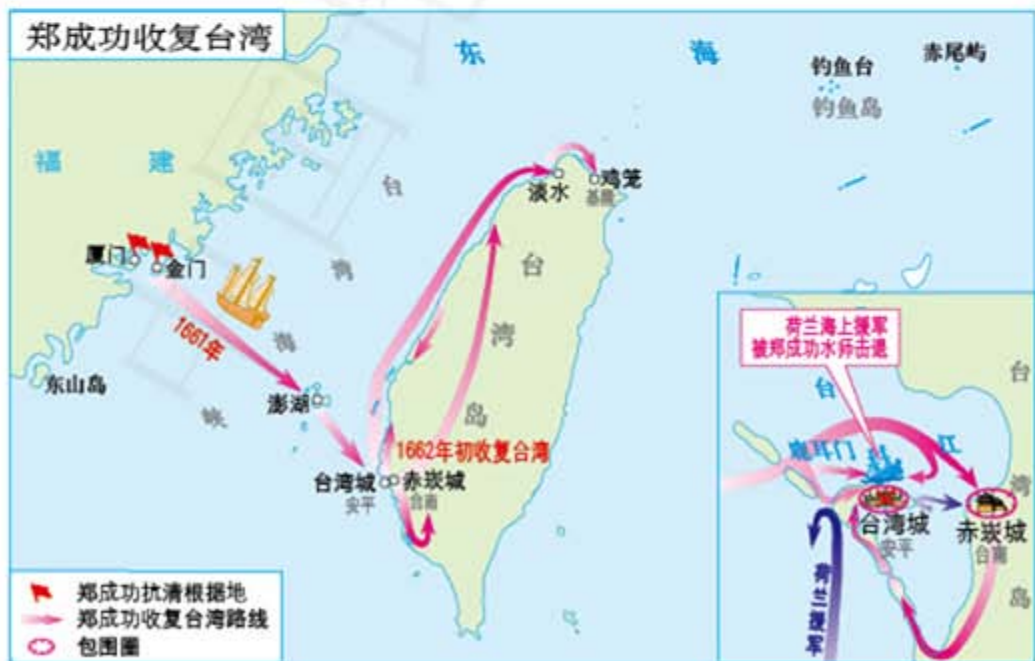 郑成功收复台湾
东海
钓鱼台
钓鱼岛
赤尾屿
福建
台湾海峡
淡水
鸡笼
基隆
厦门
金门
1661年
台湾岛
东山岛
澎湖
1662年初收复台湾
台湾城
安平
赤崁城
台南
郑成功抗清根据地
郑成功收复台湾路线
包围圈
荷兰海上援军
被郑成功水师击退
台江
鹿耳门
台湾城
安平
赤崁城
台南
台湾岛
荷兰援军